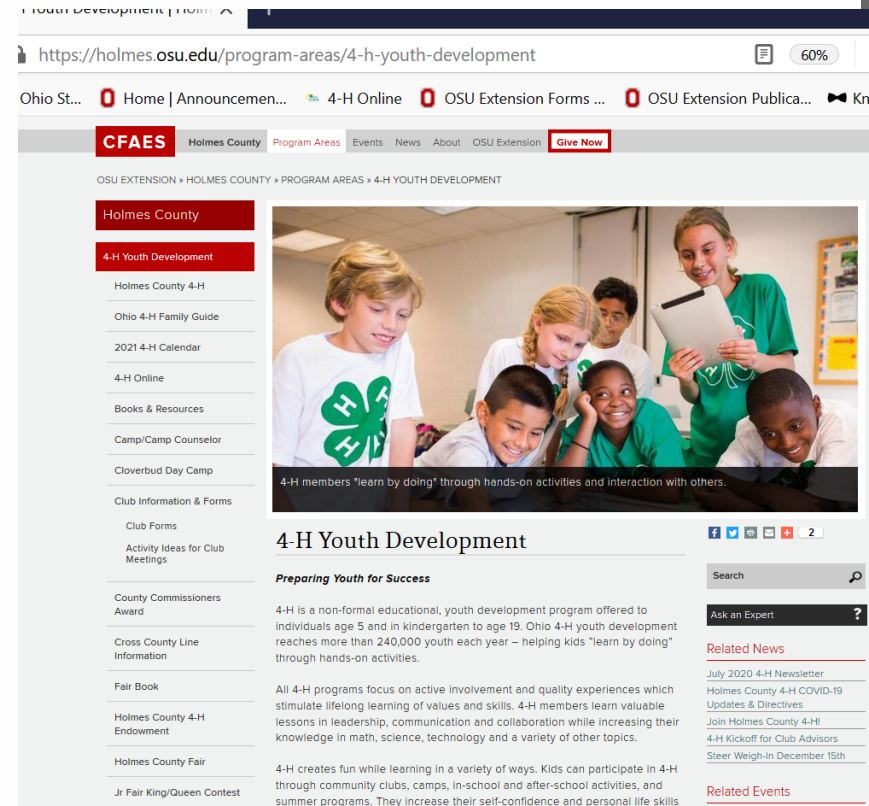 Youth Development | Holm
https://holmes.osu.edu/program-areas/4-h-youth-development
60%
Ohio St...
Home | Announcemen...
4-H Online
OSU Extension Forms ...
OSU Extension Publica...
Kn
CFAES
Holmes County
Program Areas
Events
News
About
OSU Extension
Give Now
OSU EXTENSION » HOLMES COUNTY » PROGRAM AREAS » 4-H YOUTH DEVELOPMENT
Holmes County
4-H Youth Development
Holmes County 4-H
Ohio 4-H Family Guide
2021 4-H Calendar
4-H Online
Books & Resources
Camp/Camp Counselor
Cloverbud Day Camp
Club Information & Forms
Club Forms
Activity Ideas for Club
Meetings
County Commissioners
Award
Cross County Line
Information
Fair Book
Holmes County 4-H
Endowment
Holmes County Fair
Jr Fair King/Queen Contest
H H
H H
4-H members "learn by doing" through hands-on activities and interaction with others.
4-H Youth Development
Preparing Youth for Success
4-H is a non-formal educational, youth development program offered to
individuals age 5 and in kindergarten to age 19. Ohio 4-H youth development
reaches more than 240,000 youth each year – helping kids "learn by doing"
through hands-on activities.
All 4-H programs focus on active involvement and quality experiences which
stimulate lifelong learning of values and skills. 4-H members learn valuable
lessons in leadership, communication and collaboration while increasing their
knowledge in math, science, technology and a variety of other topics.
4-H creates fun while learning in a variety of ways. Kids can participate in 4-H
through community clubs, camps, in-school and after-school activities, and
summer programs. They increase their self-confidence and personal life skills
2
Search
Ask an Expert
?
Related News
July 2020 4-H Newsletter
Holmes County 4-H COVID-19
Updates & Directives
Join Holmes County 4-H!
4-H Kickoff for Club Advisors
Steer Weigh-In December 15th
Related Events